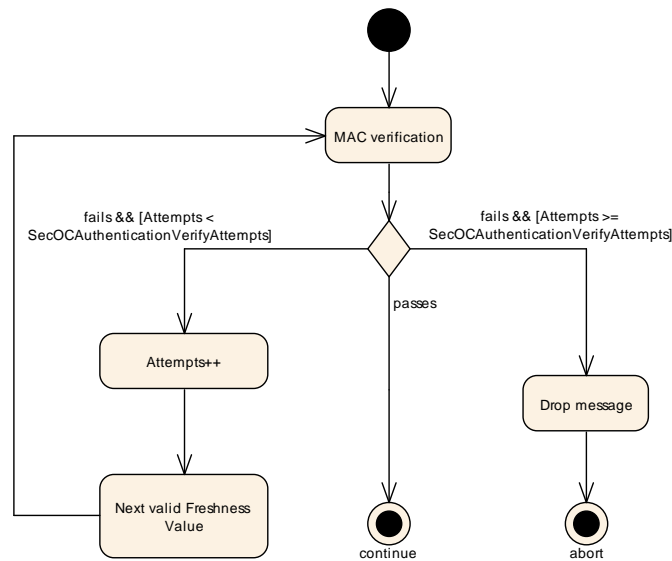 MAC verification
fails && [Attempts <
SecOCAuthenticationVerifyAttempts]
fails && [Attempts >=
SecOCAuthenticationVerifyAttempts]
passes
Attempts++
Drop message
Next valid Freshness
Value
continue
abort